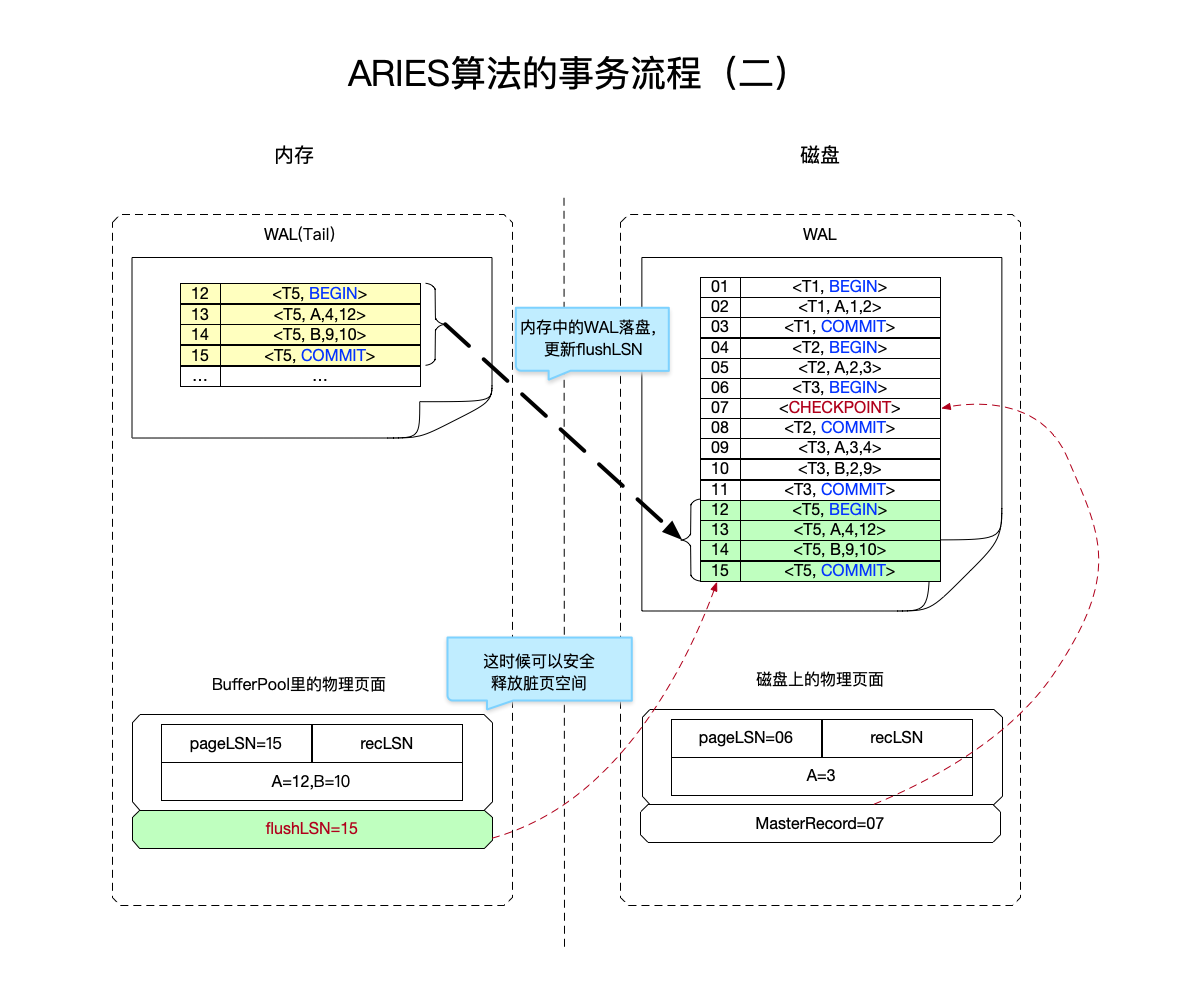 ARIES算法的事务流程（二）
内存
磁盘
WAL(Tail)
12 <T5, BEGIN>
13 <T5, A,4,12>
14 <T5, B,9,10>
15 <T5, COMMIT>
... ...
内存中的WAL落盘，
更新flushLSN
WAL
01 <T1, BEGIN>
02 <T1, A,1,2>
03 <T1, COMMIT>
04 <T2, BEGIN>
05 <T2, A,2,3>
06 <T3, BEGIN>
07 <CHECKPOINT>
08 <T2, COMMIT>
09 <T3, A,3,4>
10 <T3, B,2,9>
11 <T3, COMMIT>
12 <T5, BEGIN>
13 <T5, A,4,12>
14 <T5, B,9,10>
15 <T5, COMMIT>
这时候可以安全
释放脏页空间
BufferPool里的物理页面
pageLSN=15 recLSN
A=12,B=10
flushLSN=15
磁盘上的物理页面
pageLSN=06 recLSN
A=3
MasterRecord=07